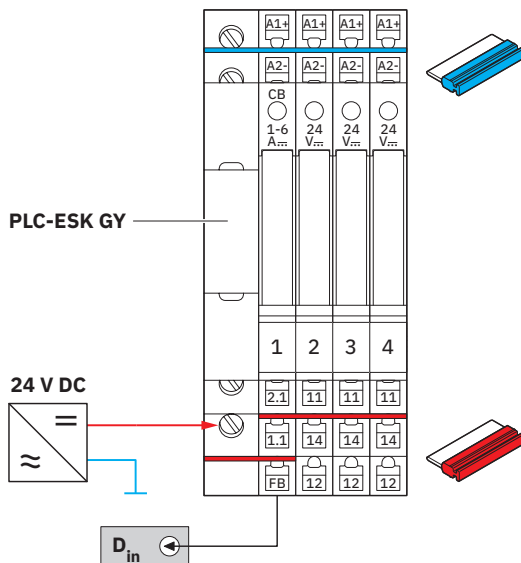 A1+ A1+ A1+ A1+
A2- A2- A2- A2-
CB
1-6 24 24 24
A⎓ V⎓ V⎓ V⎓
PLC-ESK GY
1 2 3 4
24 V DC
2.1 11 11 11
1.1 14 14 14
FB 12 12 12
Din